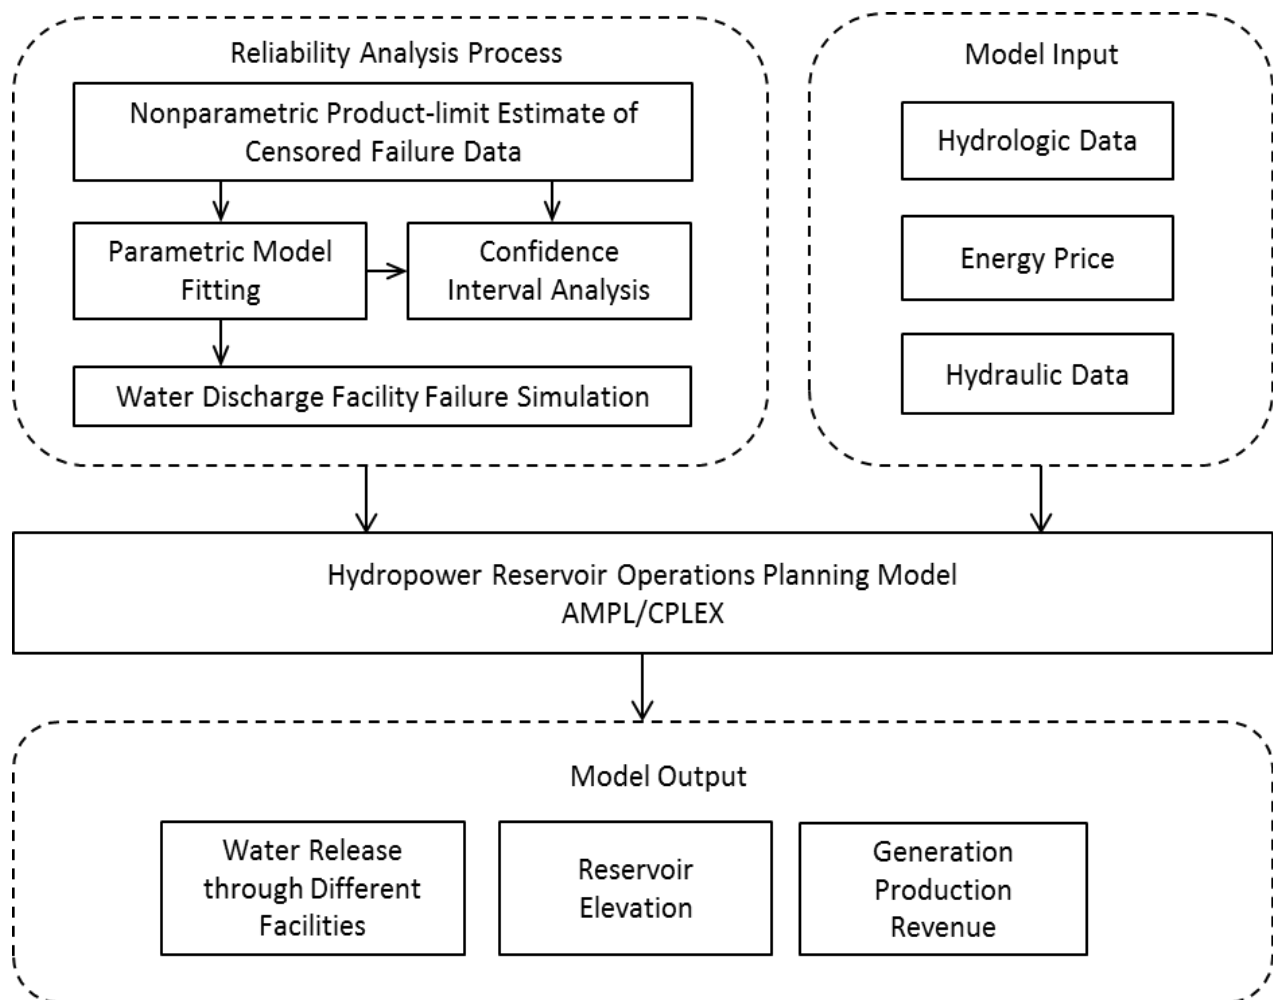 Reliability Analysis Process
Nonparametric Product-limit Estimate of
Censored Failure Data
Parametric Model
Fitting
Confidence
Interval Analysis
Water Discharge Facility Failure Simulation
Model Input
Hydrologic Data
Energy Price
Hydraulic Data
Hydropower Reservoir Operations Planning Model
AMPL/CPLEX
Model Output
Water Release
through Different
Facilities
Reservoir
Elevation
Generation
Production
Revenue